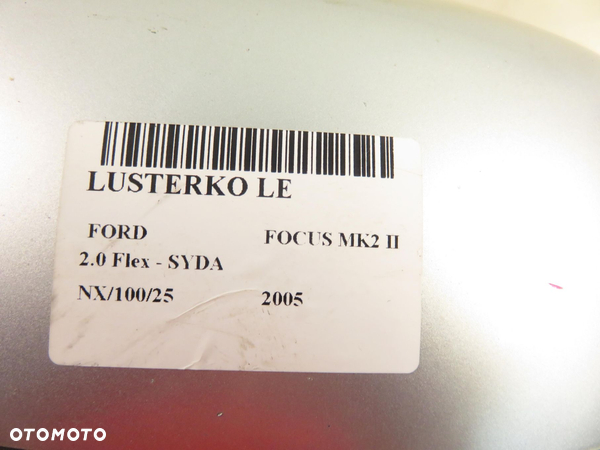 LUSTERKO LE
FORD FOCUS MK2 II
2.0 Flex - SYDA
NX/100/25 2005
OTOMOTO